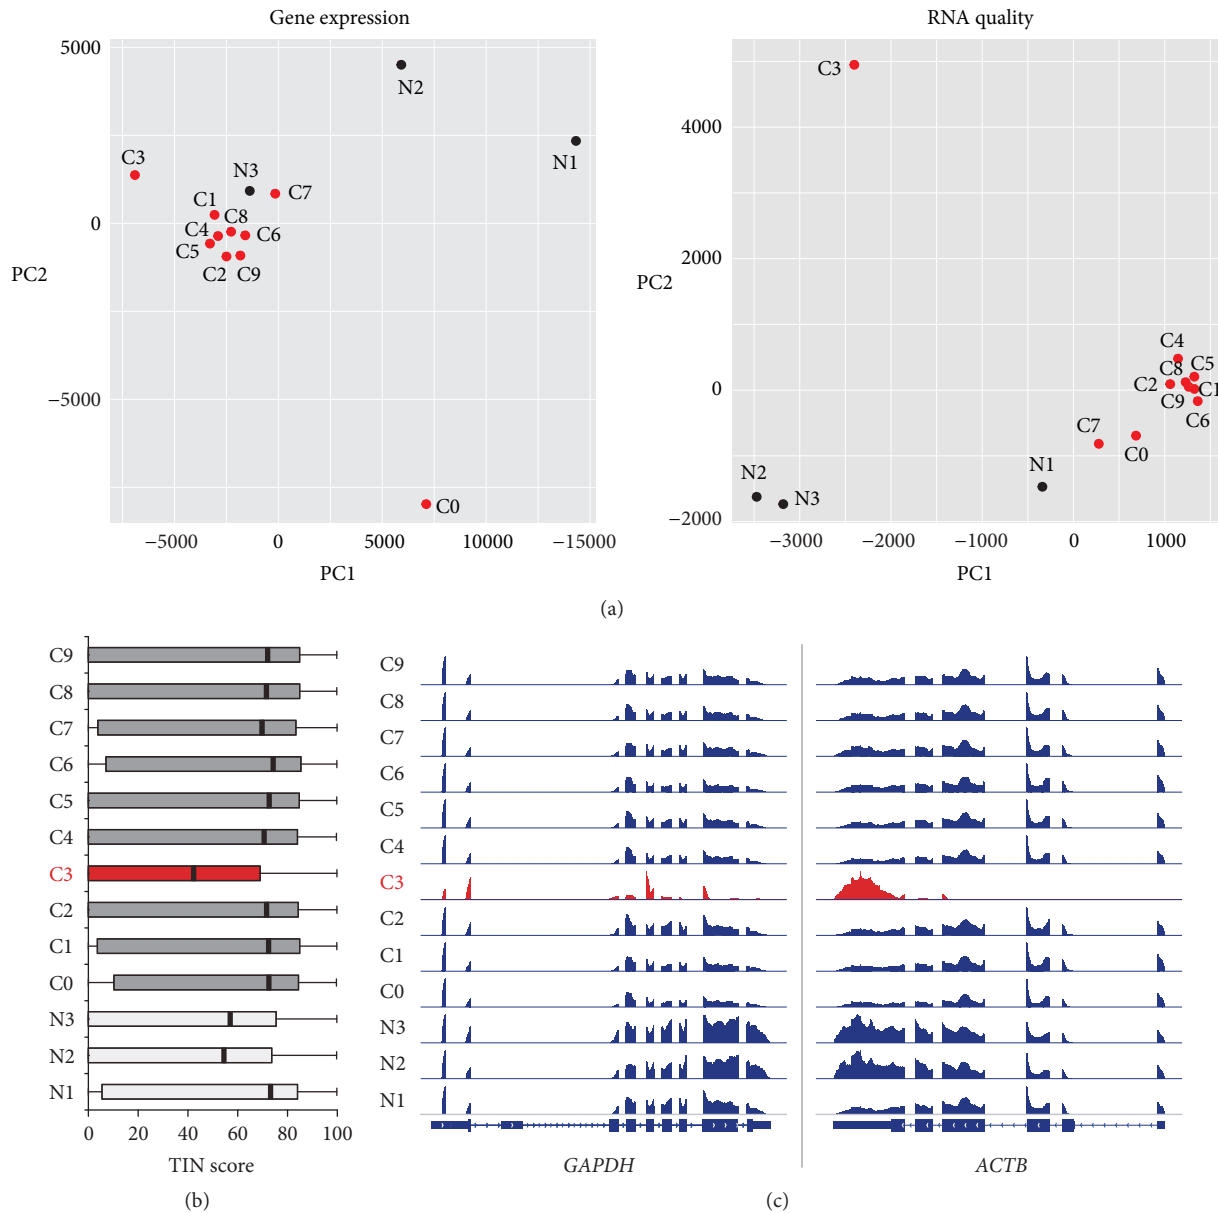 Gene expression
5000
0
−5000
PC2
N2
N1
C3
N3
C7
C1
C8
C4
C6
C5
C2
C9
C0
−5000
0
5000
10000
−15000
PC1
RNA quality
4000
2000
0
−2000
PC2
C3
C4
C8
C5
C2
C1
C9
C6
C7
C0
N1
N2
N3
−3000
−2000
−1000
0
1000
PC1
(a)
C9
C8
C7
C6
C5
C4
C3
C2
C1
C0
N3
N2
N1
0
20
40
60
80
100
TIN score
(b)
C9
C8
C7
C6
C5
C4
C3
C2
C1
C0
N3
N2
N1
GAPDH
ACTB
(c)